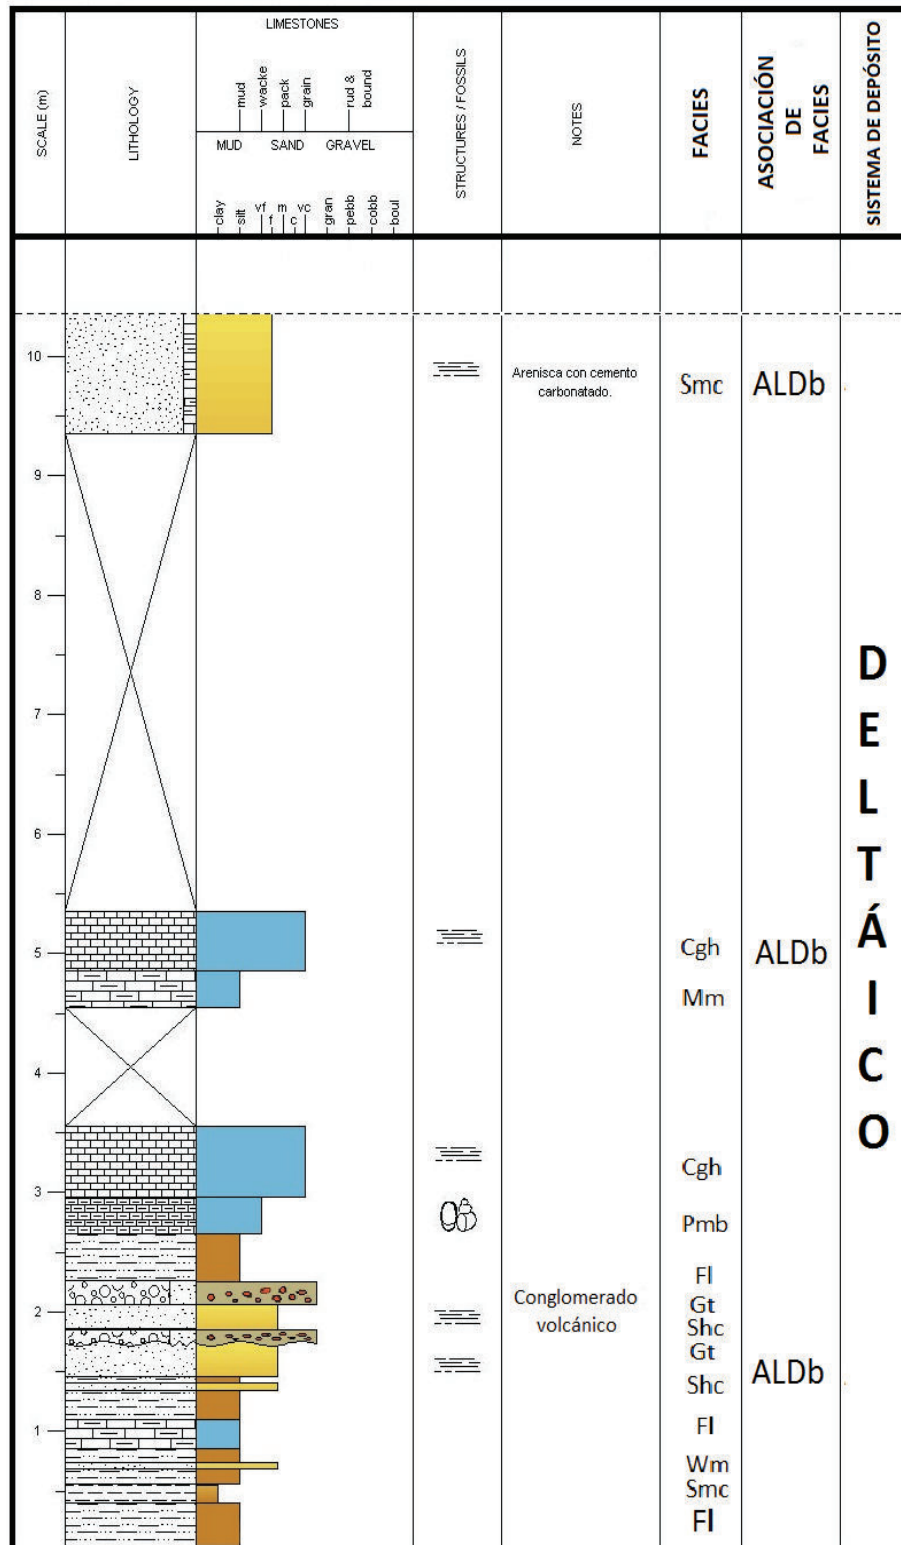 LIMESTONES
SCALE (m)
LITHOLOGY
mud
wacke
pack
grain
rud &
bound
MUD
SAND
GRAVEL
clay
silt
vf
f
m
c
vc
gran
pebb
cobb
boul
STRUCTURES / FOSSILS
NOTES
FACIES
ASOCIACIÓN
DE
FACIES
SISTEMA DE DEPÓSITO
10
Arenisca con cemento
carbonatado.
Smc
ALDb
9
8
7
6
5
Cgh
ALDb
Mm
4
3
Cgh
Pmb
Fl
Conglomerado
volcánico
Gt
2
Shc
Gt
Shc
ALDb
1
Fl
Wm
Smc
Fl
D
E
L
T
Á
I
C
O